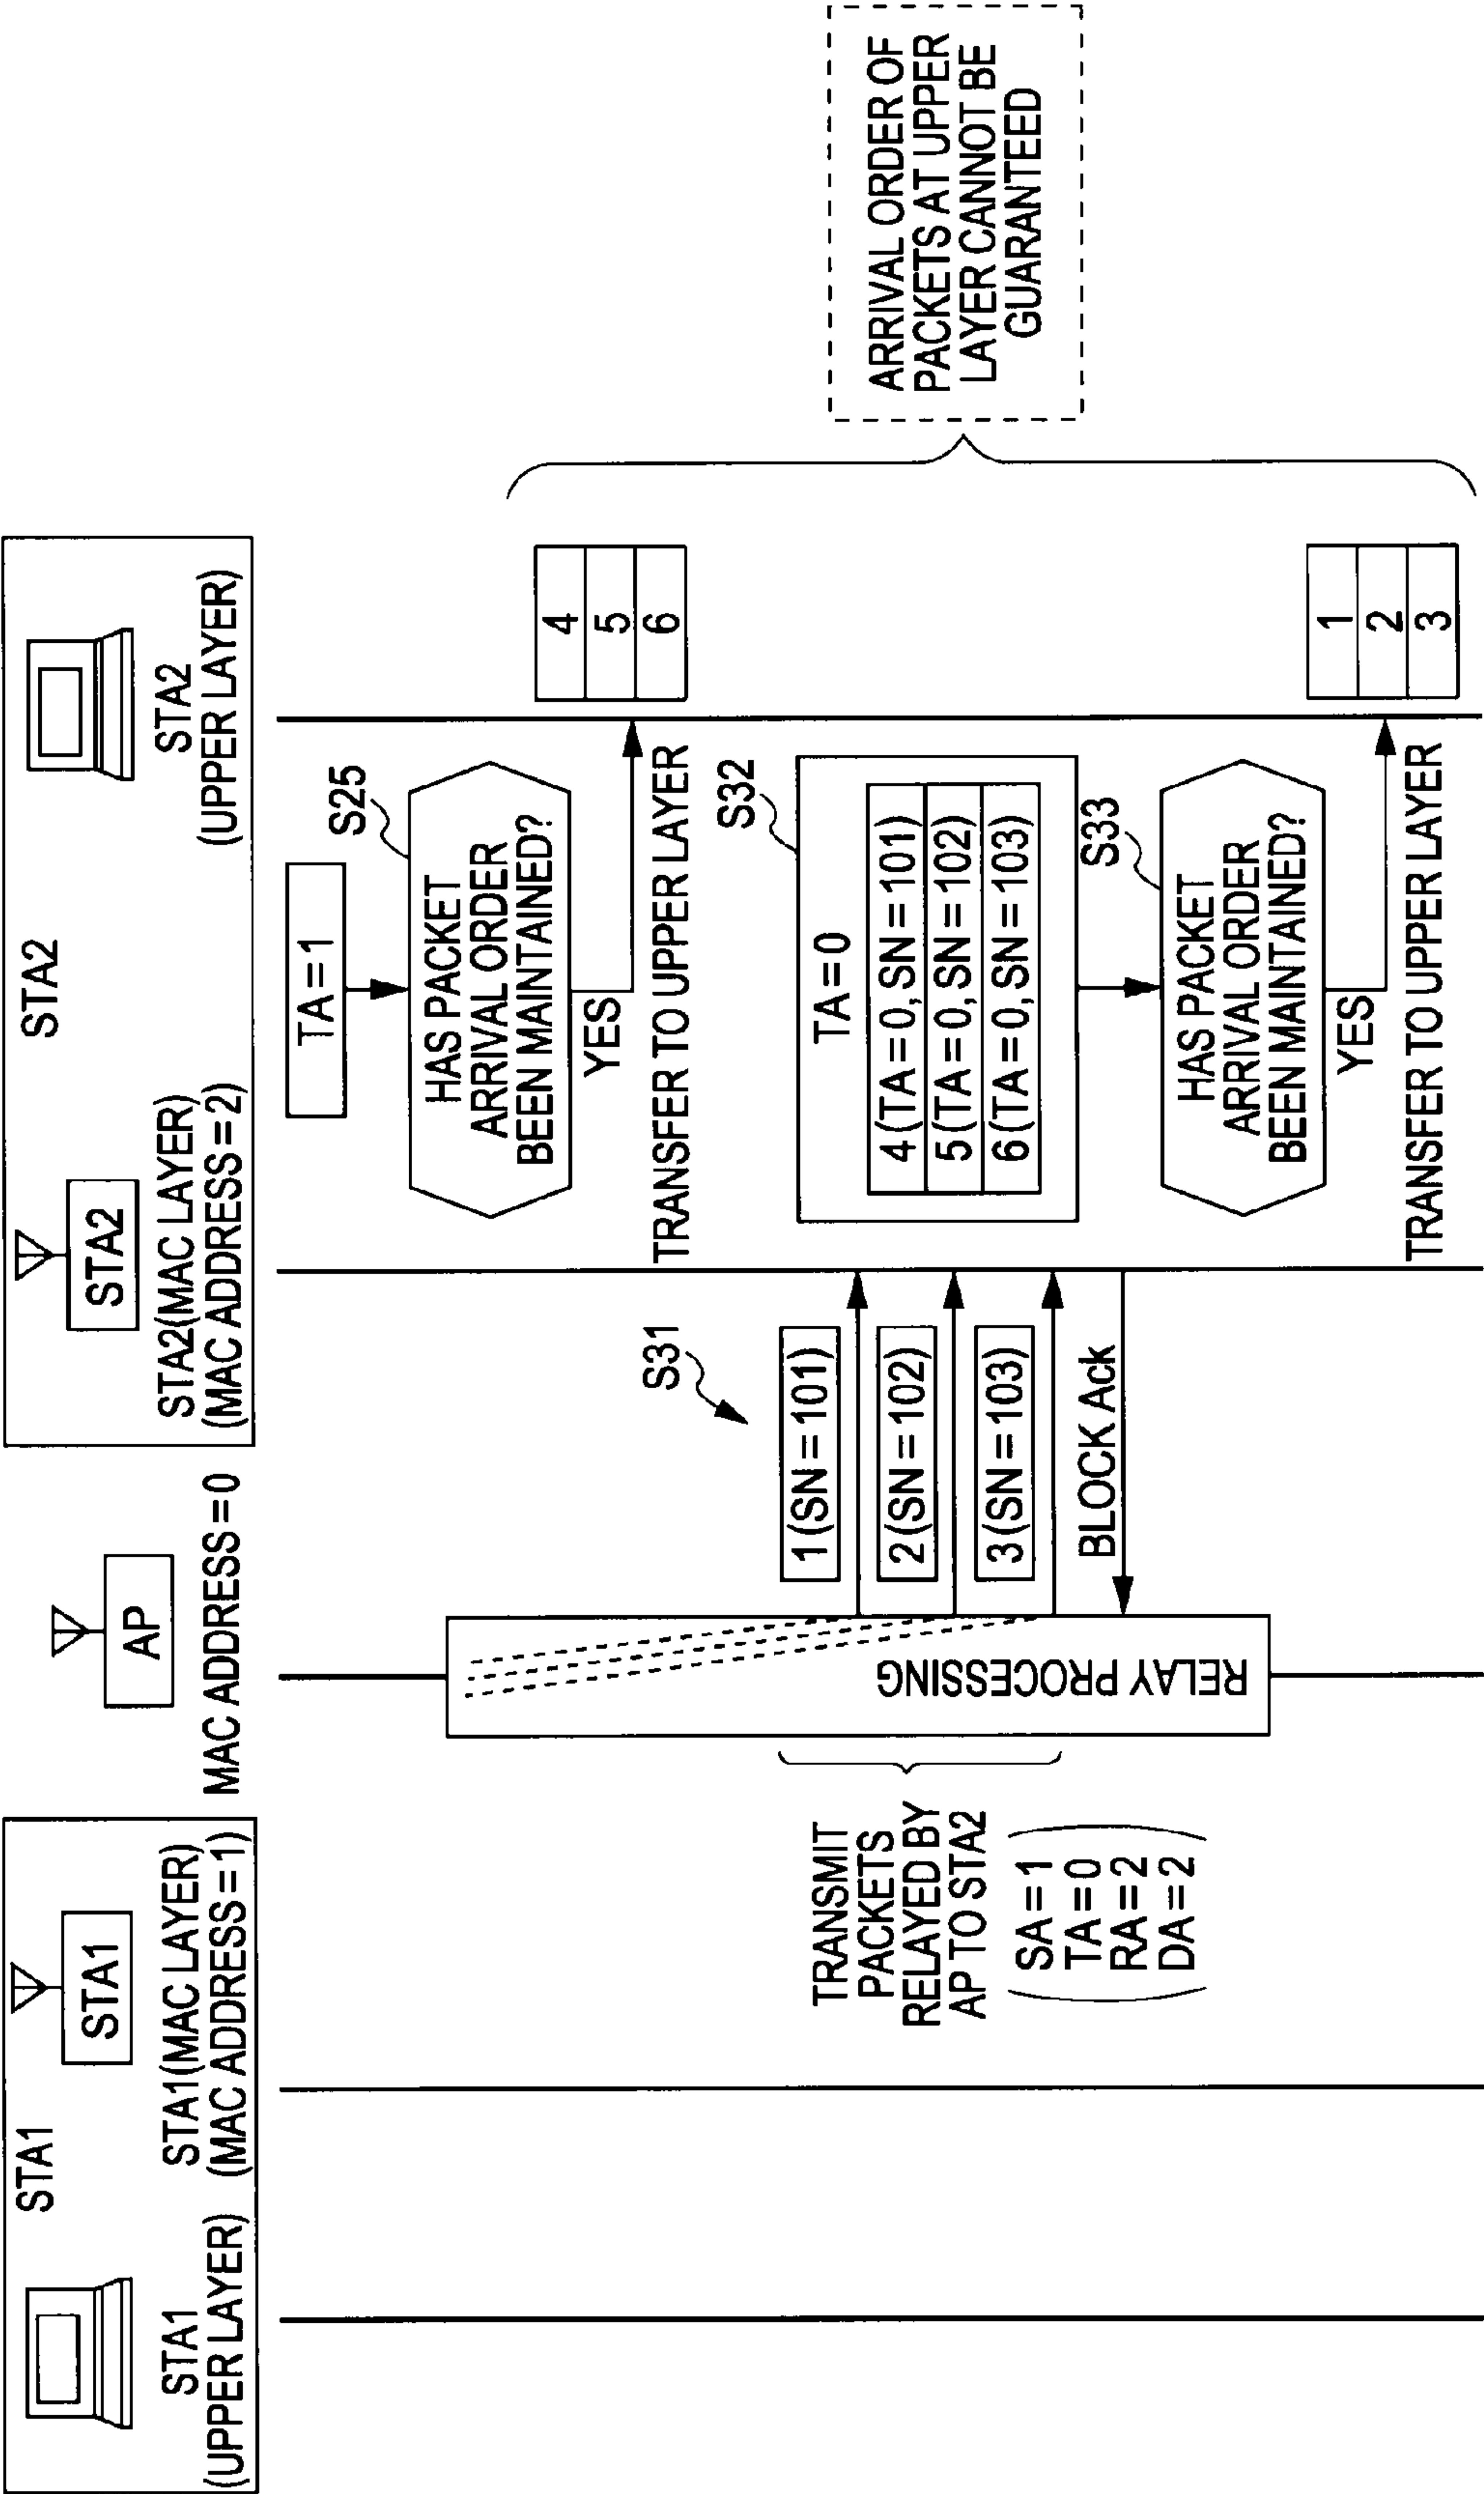 STA1
STA1
STA1
(UPPER LAYER)
STA1(MAC LAYER)
(MAC ADDRESS=1)
AP
MAC ADDRESS=0
STA2
STA2
STA2(MAC LAYER)
(MAC ADDRESS=2)
STA2
(UPPER LAYER)
TA=1
S25
HAS PACKET
ARRIVAL ORDER
BEEN MAINTAINED?
YES
TRANSFER TO UPPER LAYER
4
5
6
RELAY PROCESSING
TRANSMIT
PACKETS
RELAYED BY
AP TO STA2
SA=1
TA=0
RA=2
DA=2
S31
1(SN=101)
2(SN=102)
3(SN=103)
BLOCK Ack
S32
TA=0
4(TA=0,SN=101)
5(TA=0,SN=102)
6(TA=0,SN=103)
S33
HAS PACKET
ARRIVAL ORDER
BEEN MAINTAINED?
YES
TRANSFER TO UPPER LAYER
1
2
3
ARRIVAL ORDER OF
PACKETS AT UPPER
LAYER CANNOT BE
GUARANTEED